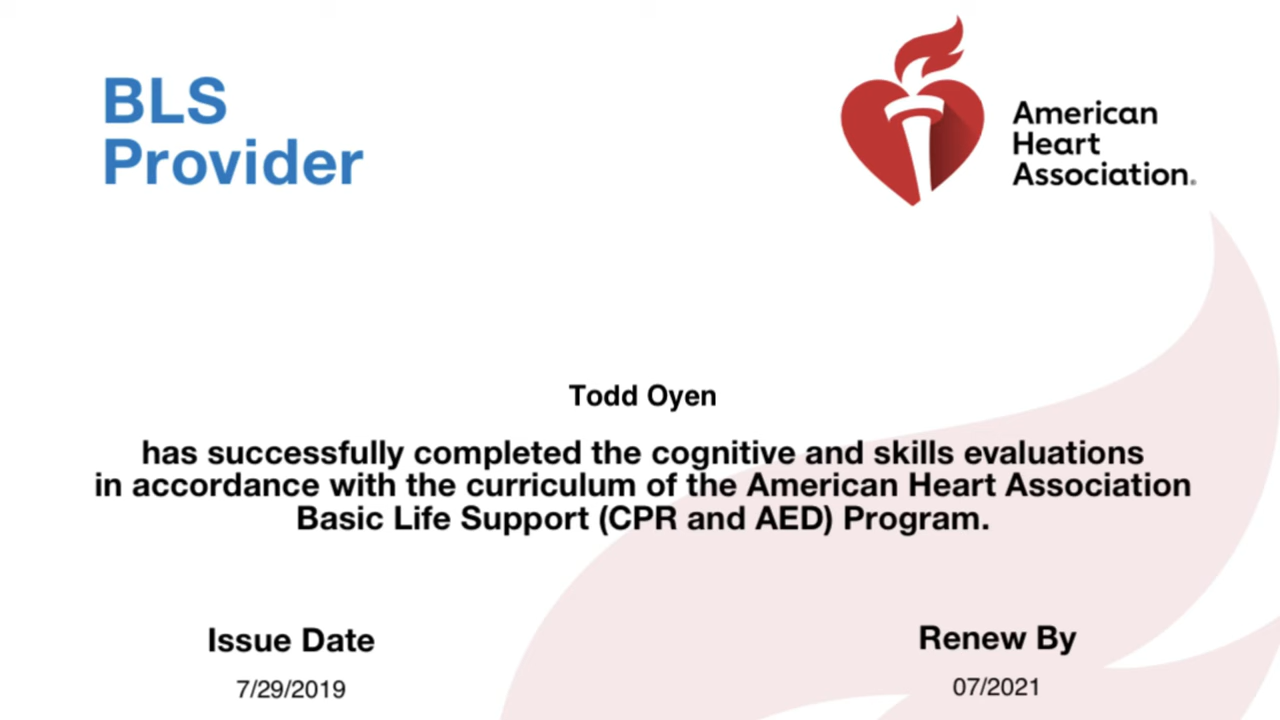 BLS
Provider
American
Heart
Association®
Todd Oyen
has successfully completed the cognitive and skills evaluations
in accordance with the curriculum of the American Heart Association
Basic Life Support (CPR and AED) Program.
Issue Date
Renew By
7/29/2019
07/2021